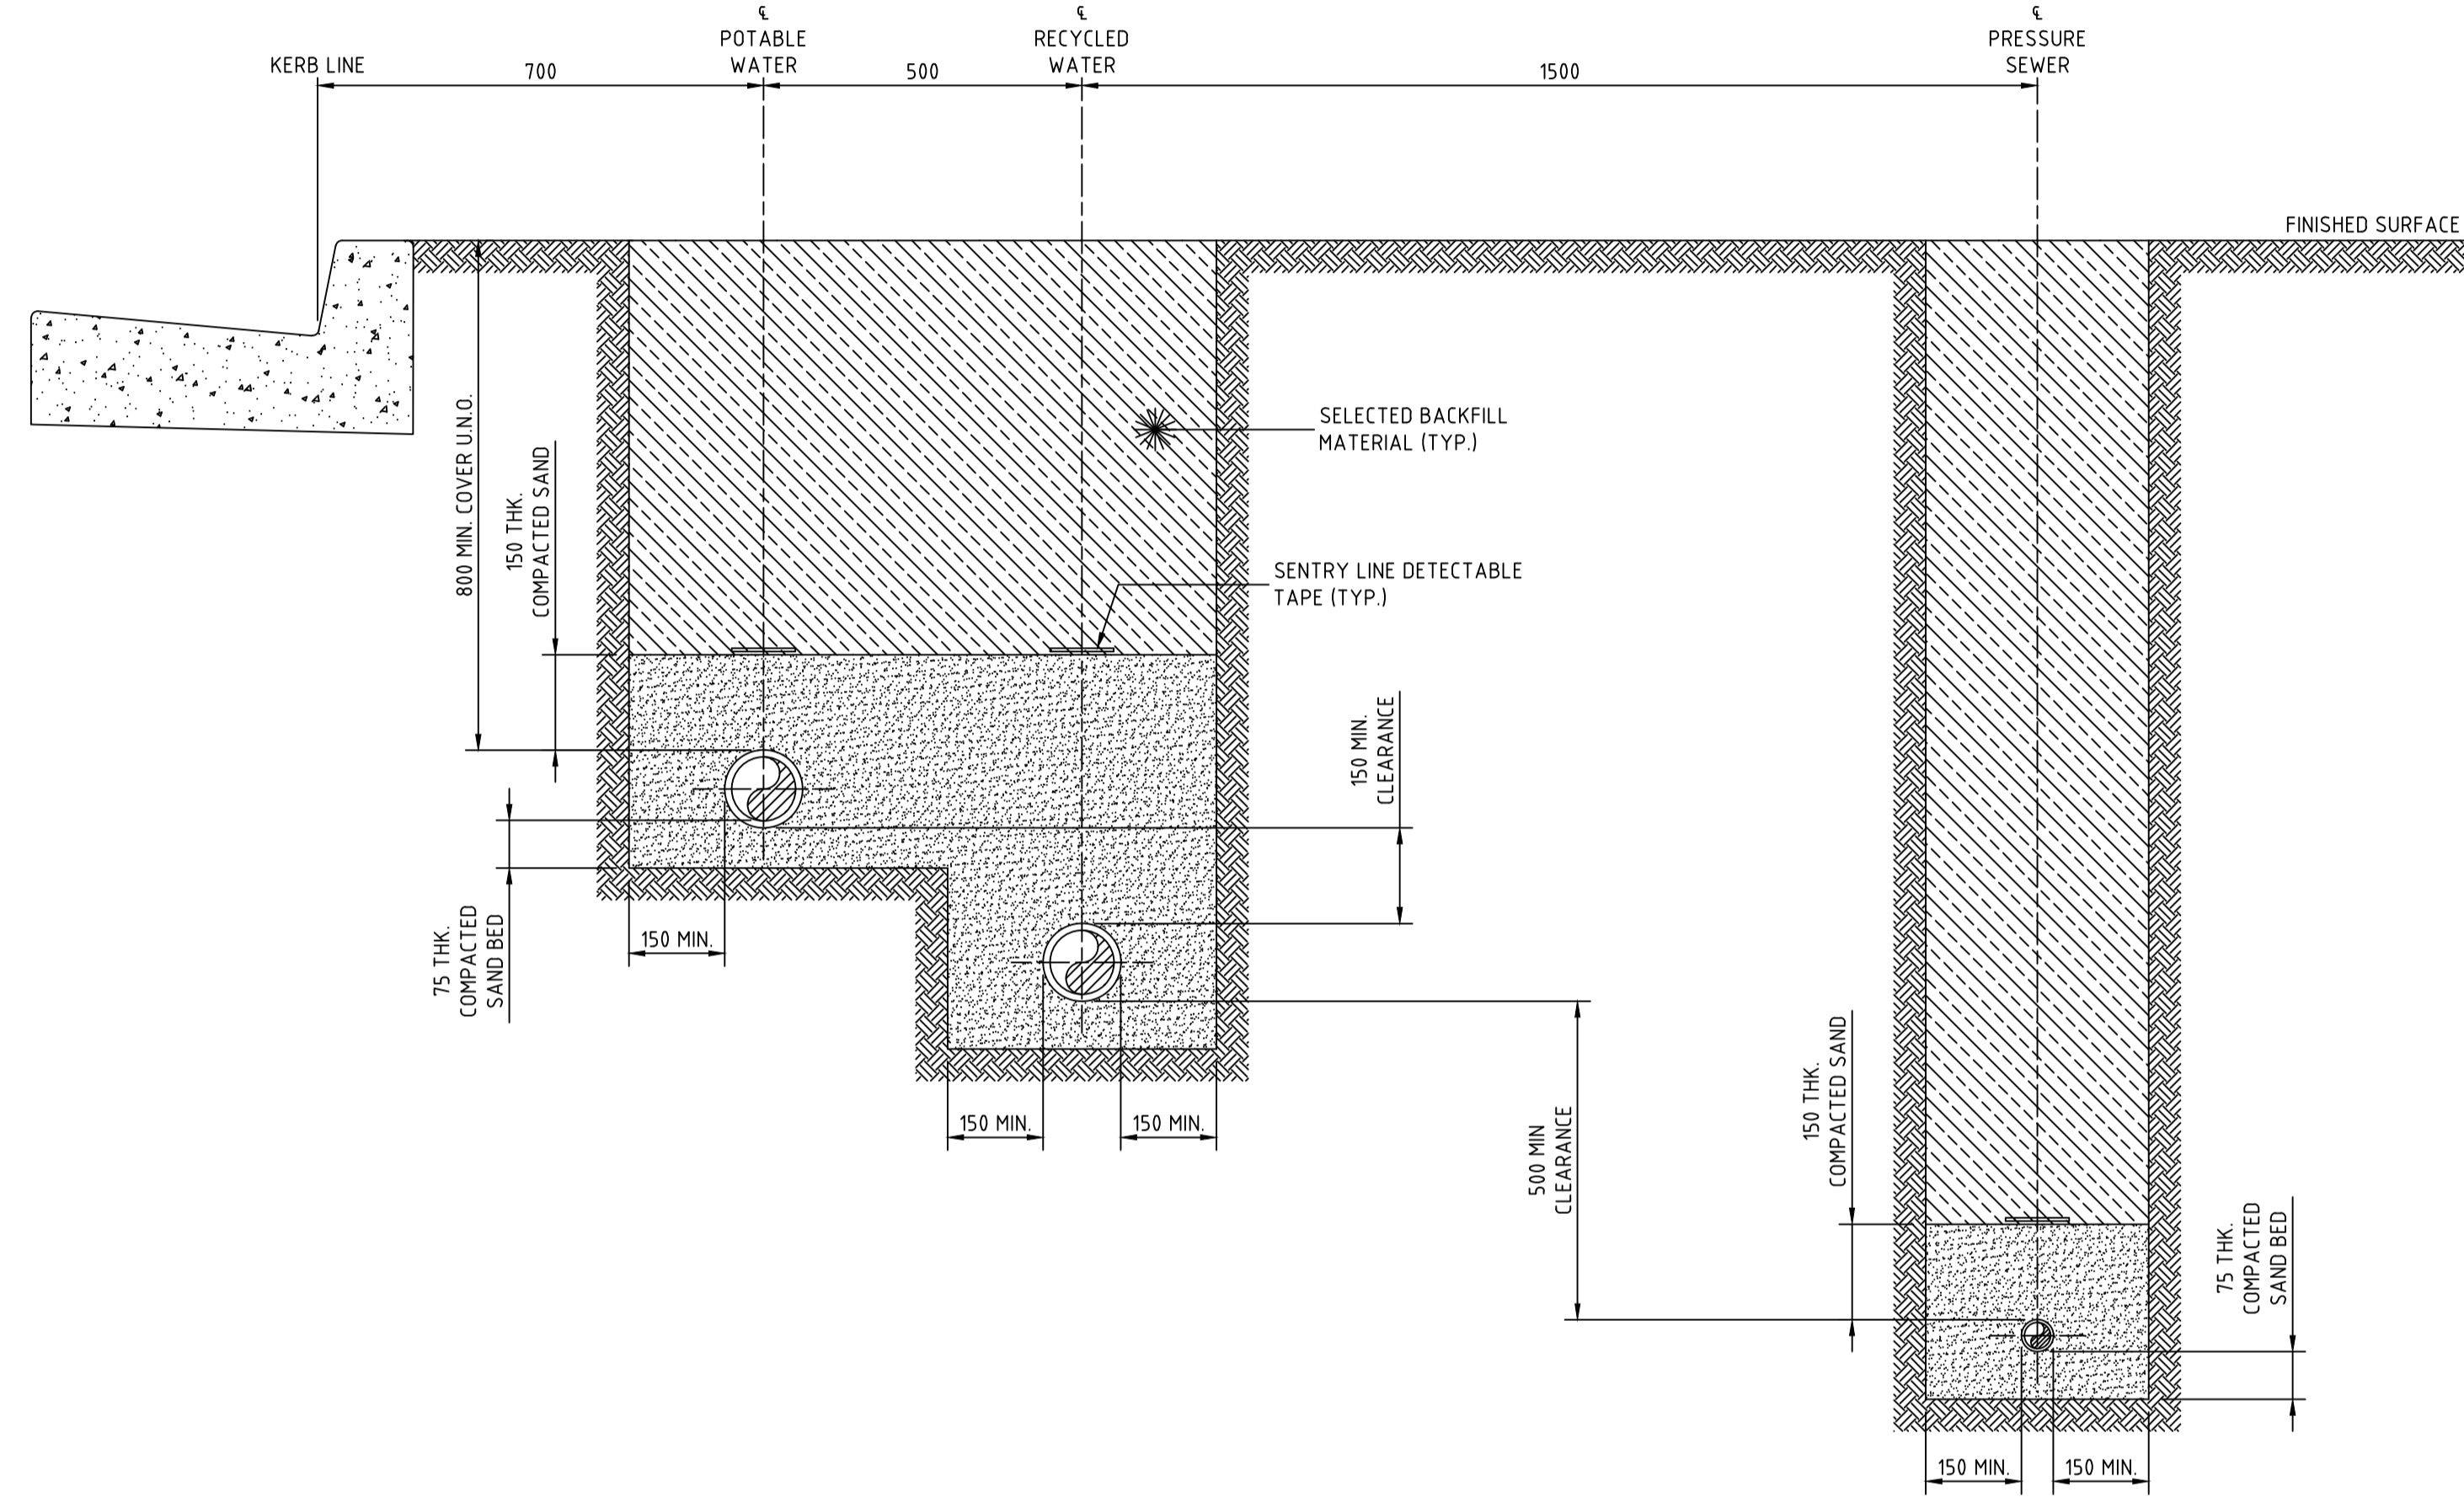 ℄
POTABLE
WATER
℄
RECYCLED
WATER
℄
PRESSURE
SEWER
KERB LINE
700
500
1500
FINISHED SURFACE
800 MIN. COVER U.N.O.
150 THK.
COMPACTED SAND
SELECTED BACKFILL
MATERIAL (TYP.)
SENTRY LINE DETECTABLE
TAPE (TYP.)
150 MIN.
CLEARANCE
75 THK.
COMPACTED
SAND BED
150 MIN.
150 MIN.
150 MIN.
500 MIN
CLEARANCE
150 THK.
COMPACTED SAND
75 THK.
COMPACTED
SAND BED
150 MIN.
150 MIN.